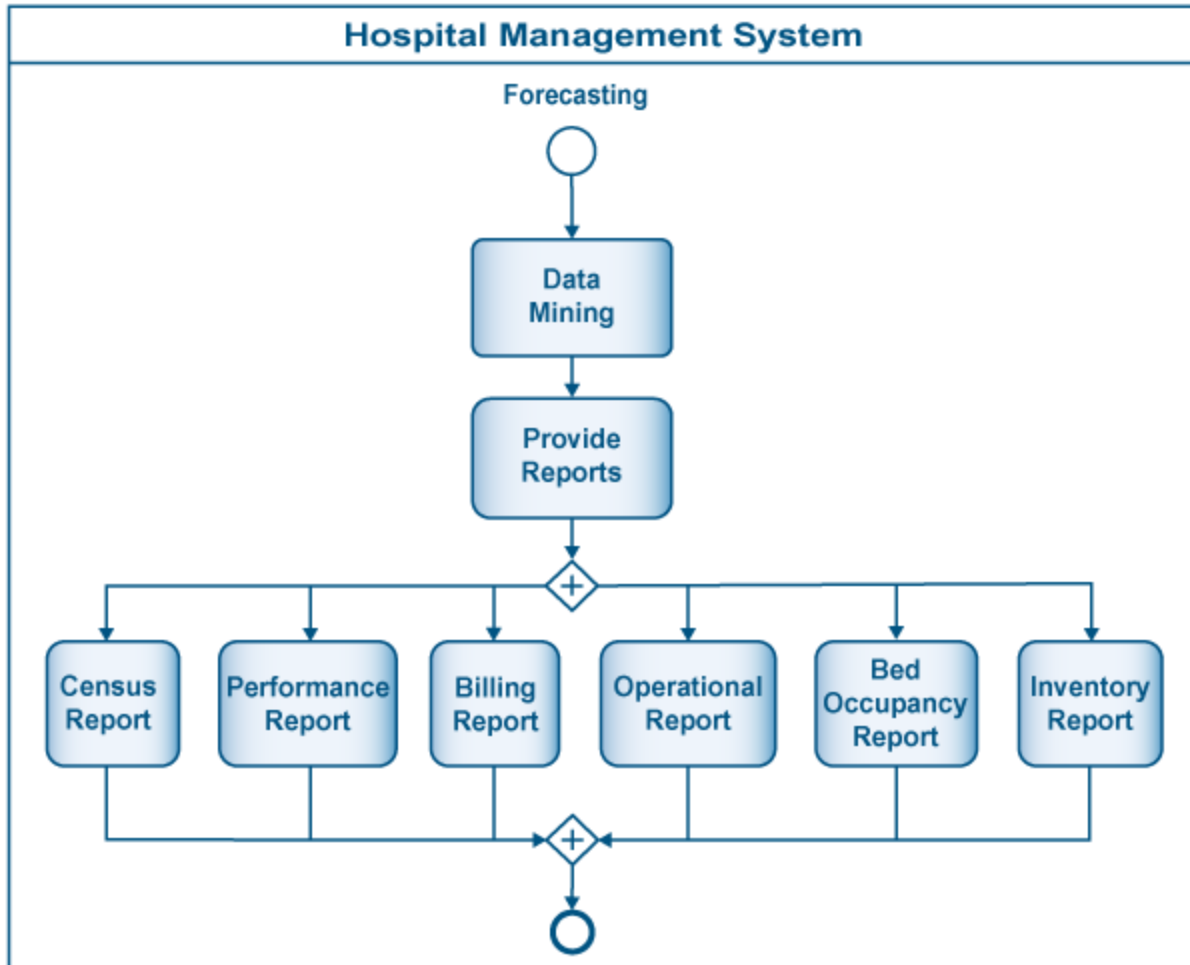 Hospital Management System
Forecasting
Data
Mining
Provide
Reports
Census
Report
Performance
Report
Billing
Report
Operational
Report
Bed
Occupancy
Report
Inventory
Report